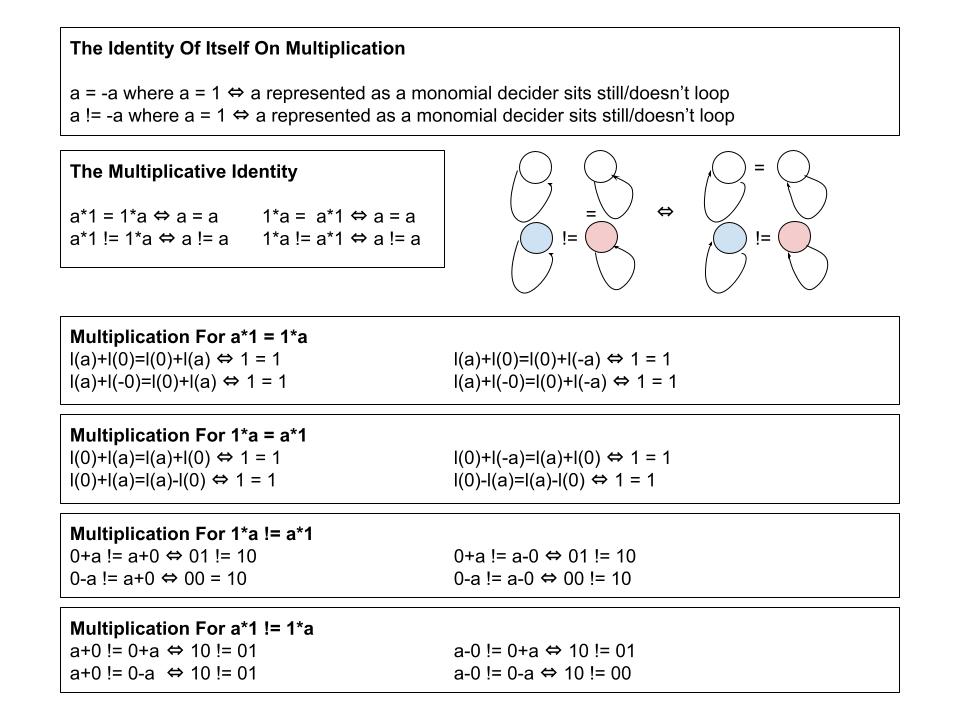 The Identity Of Itself On Multiplication
a = -a where a = 1 ⇔ a represented as a monomial decider sits still/doesn’t loop
a != -a where a = 1 ⇔ a represented as a monomial decider sits still/doesn’t loop
The Multiplicative Identity
a*1 = 1*a ⇔ a = a 1*a = a*1 ⇔ a = a
a*1 != 1*a ⇔ a != a 1*a != a*1 ⇔ a != a
=
= ⇔
!= !=
Multiplication For a*1 = 1*a
l(a)+l(0)=l(0)+l(a) ⇔ 1 = 1 l(a)+l(0)=l(0)+l(-a) ⇔ 1 = 1
l(a)+l(-0)=l(0)+l(a) ⇔ 1 = 1 l(a)+l(-0)=l(0)+l(-a) ⇔ 1 = 1
Multiplication For 1*a = a*1
l(0)+l(a)=l(a)+l(0) ⇔ 1 = 1 l(0)+l(-a)=l(a)+l(0) ⇔ 1 = 1
l(0)+l(a)=l(a)-l(0) ⇔ 1 = 1 l(0)-l(a)=l(a)-l(0) ⇔ 1 = 1
Multiplication For 1*a != a*1
0+a != a+0 ⇔ 01 != 10 0+a != a-0 ⇔ 01 != 10
0-a != a+0 ⇔ 00 = 10 0-a != a-0 ⇔ 00 != 10
Multiplication For a*1 != 1*a
a+0 != 0+a ⇔ 10 != 01 a-0 != 0+a ⇔ 10 != 01
a+0 != 0-a ⇔ 10 != 01 a-0 != 0-a ⇔ 10 != 00